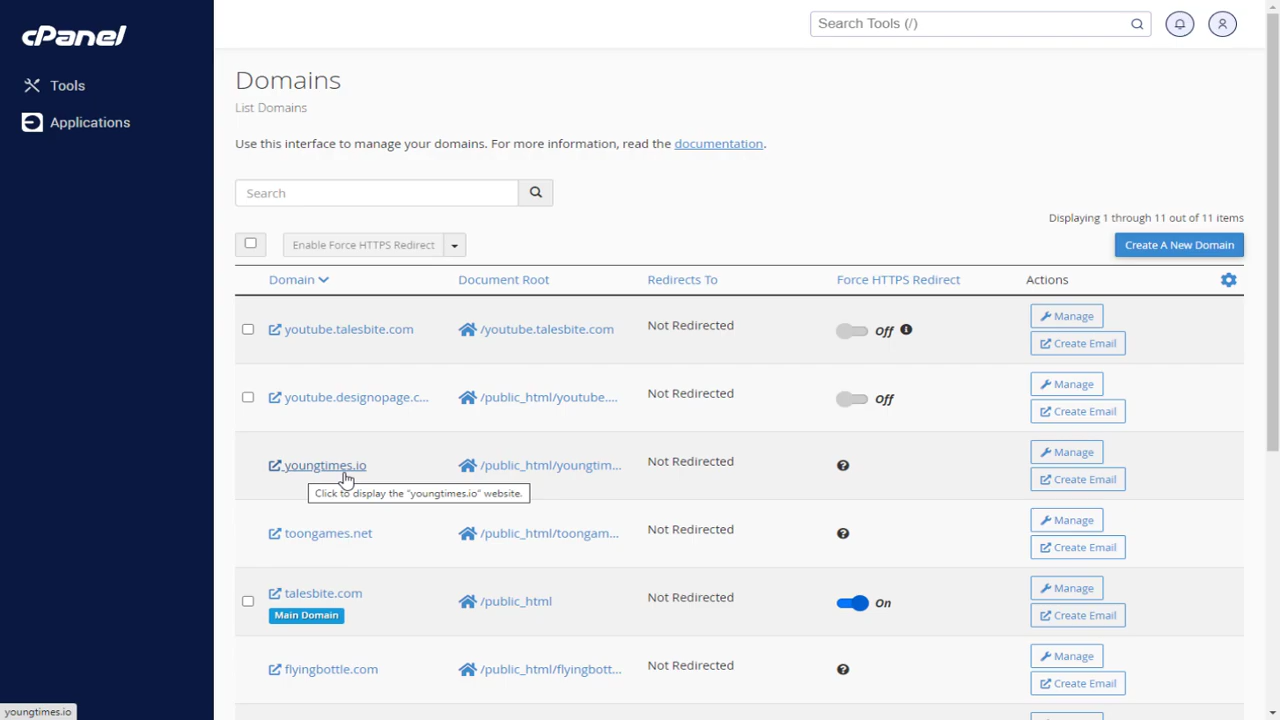 cPanel
Search Tools (/)
Tools
Applications
Domains
List Domains
Use this interface to manage your domains. For more information, read the documentation.
Search
Displaying 1 through 11 out of 11 items
Enable Force HTTPS Redirect
Create A New Domain
Domain Document Root Redirects To Force HTTPS Redirect Actions
youtube.talesbite.com /youtube.talesbite.com Not Redirected Off Manage
Create Email
youtube.designopage.c... /public_html/youtube.... Not Redirected Off Manage
Create Email
youngtimes.io /public_html/youngtim... Not Redirected Manage
Create Email
Click to display the "youngtimes.io" website.
toongames.net /public_html/toongam... Not Redirected Manage
Create Email
talesbite.com /public_html Not Redirected On Manage
Main Domain Create Email
flyingbottle.com /public_html/flyingbott... Not Redirected Manage
Create Email
youngtimes.io